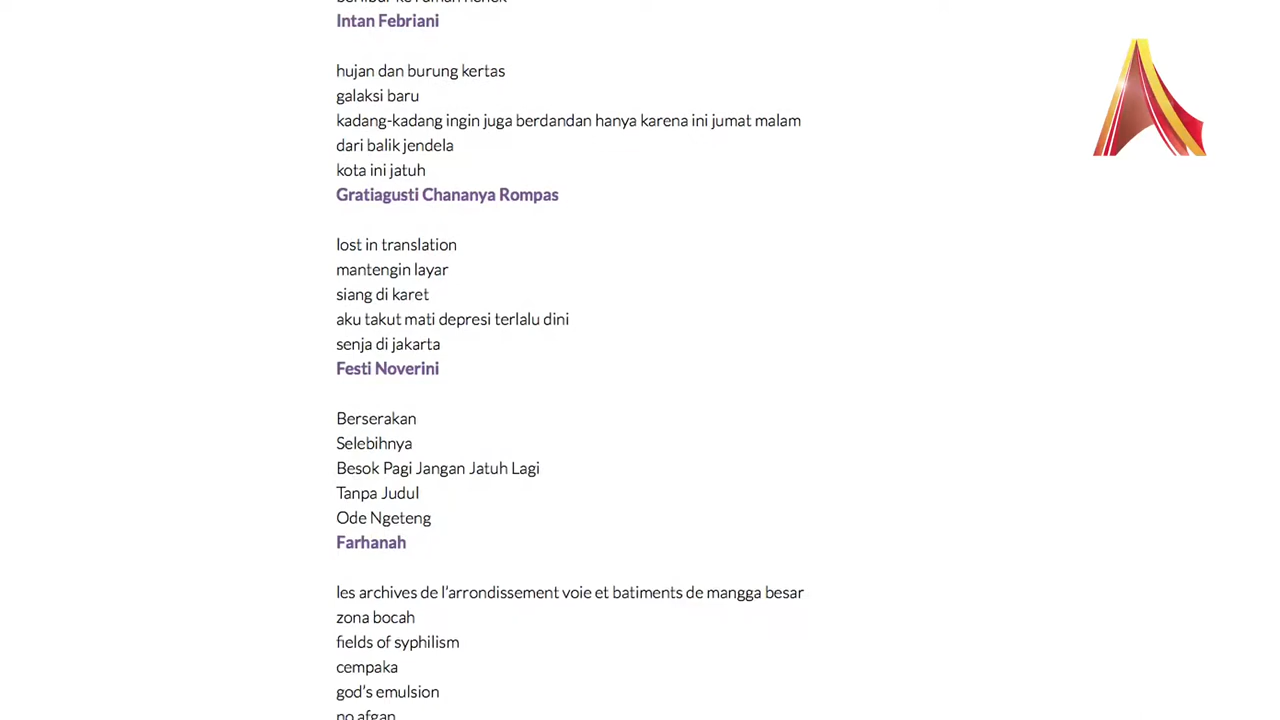 Intan Febriani
hujan dan burung kertas
galaksi baru
kadang-kadang ingin juga berdandan hanya karena ini jumat malam
dari balik jendela
kota ini jatuh
Gratiagusti Chananya Rompas
lost in translation
mantengin layar
siang di karet
aku takut mati depresi terlalu dini
senja di jakarta
Festi Noverini
Berserakan
Selebihnya
Besok Pagi Jangan Jatuh Lagi
Tanpa Judul
Ode Ngeteng
Farhanah
les archives de l'arrondissement voie et batiments de mangga besar
zona bocah
fields of syphilism
cempaka
god's emulsion
no afgan